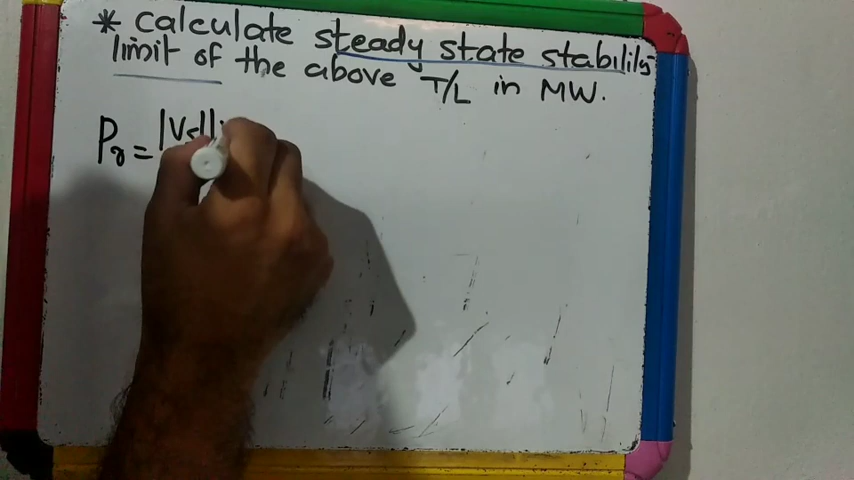 * calculate steady state stability
limit of the above T/L in MW.
Pr = |Vs||